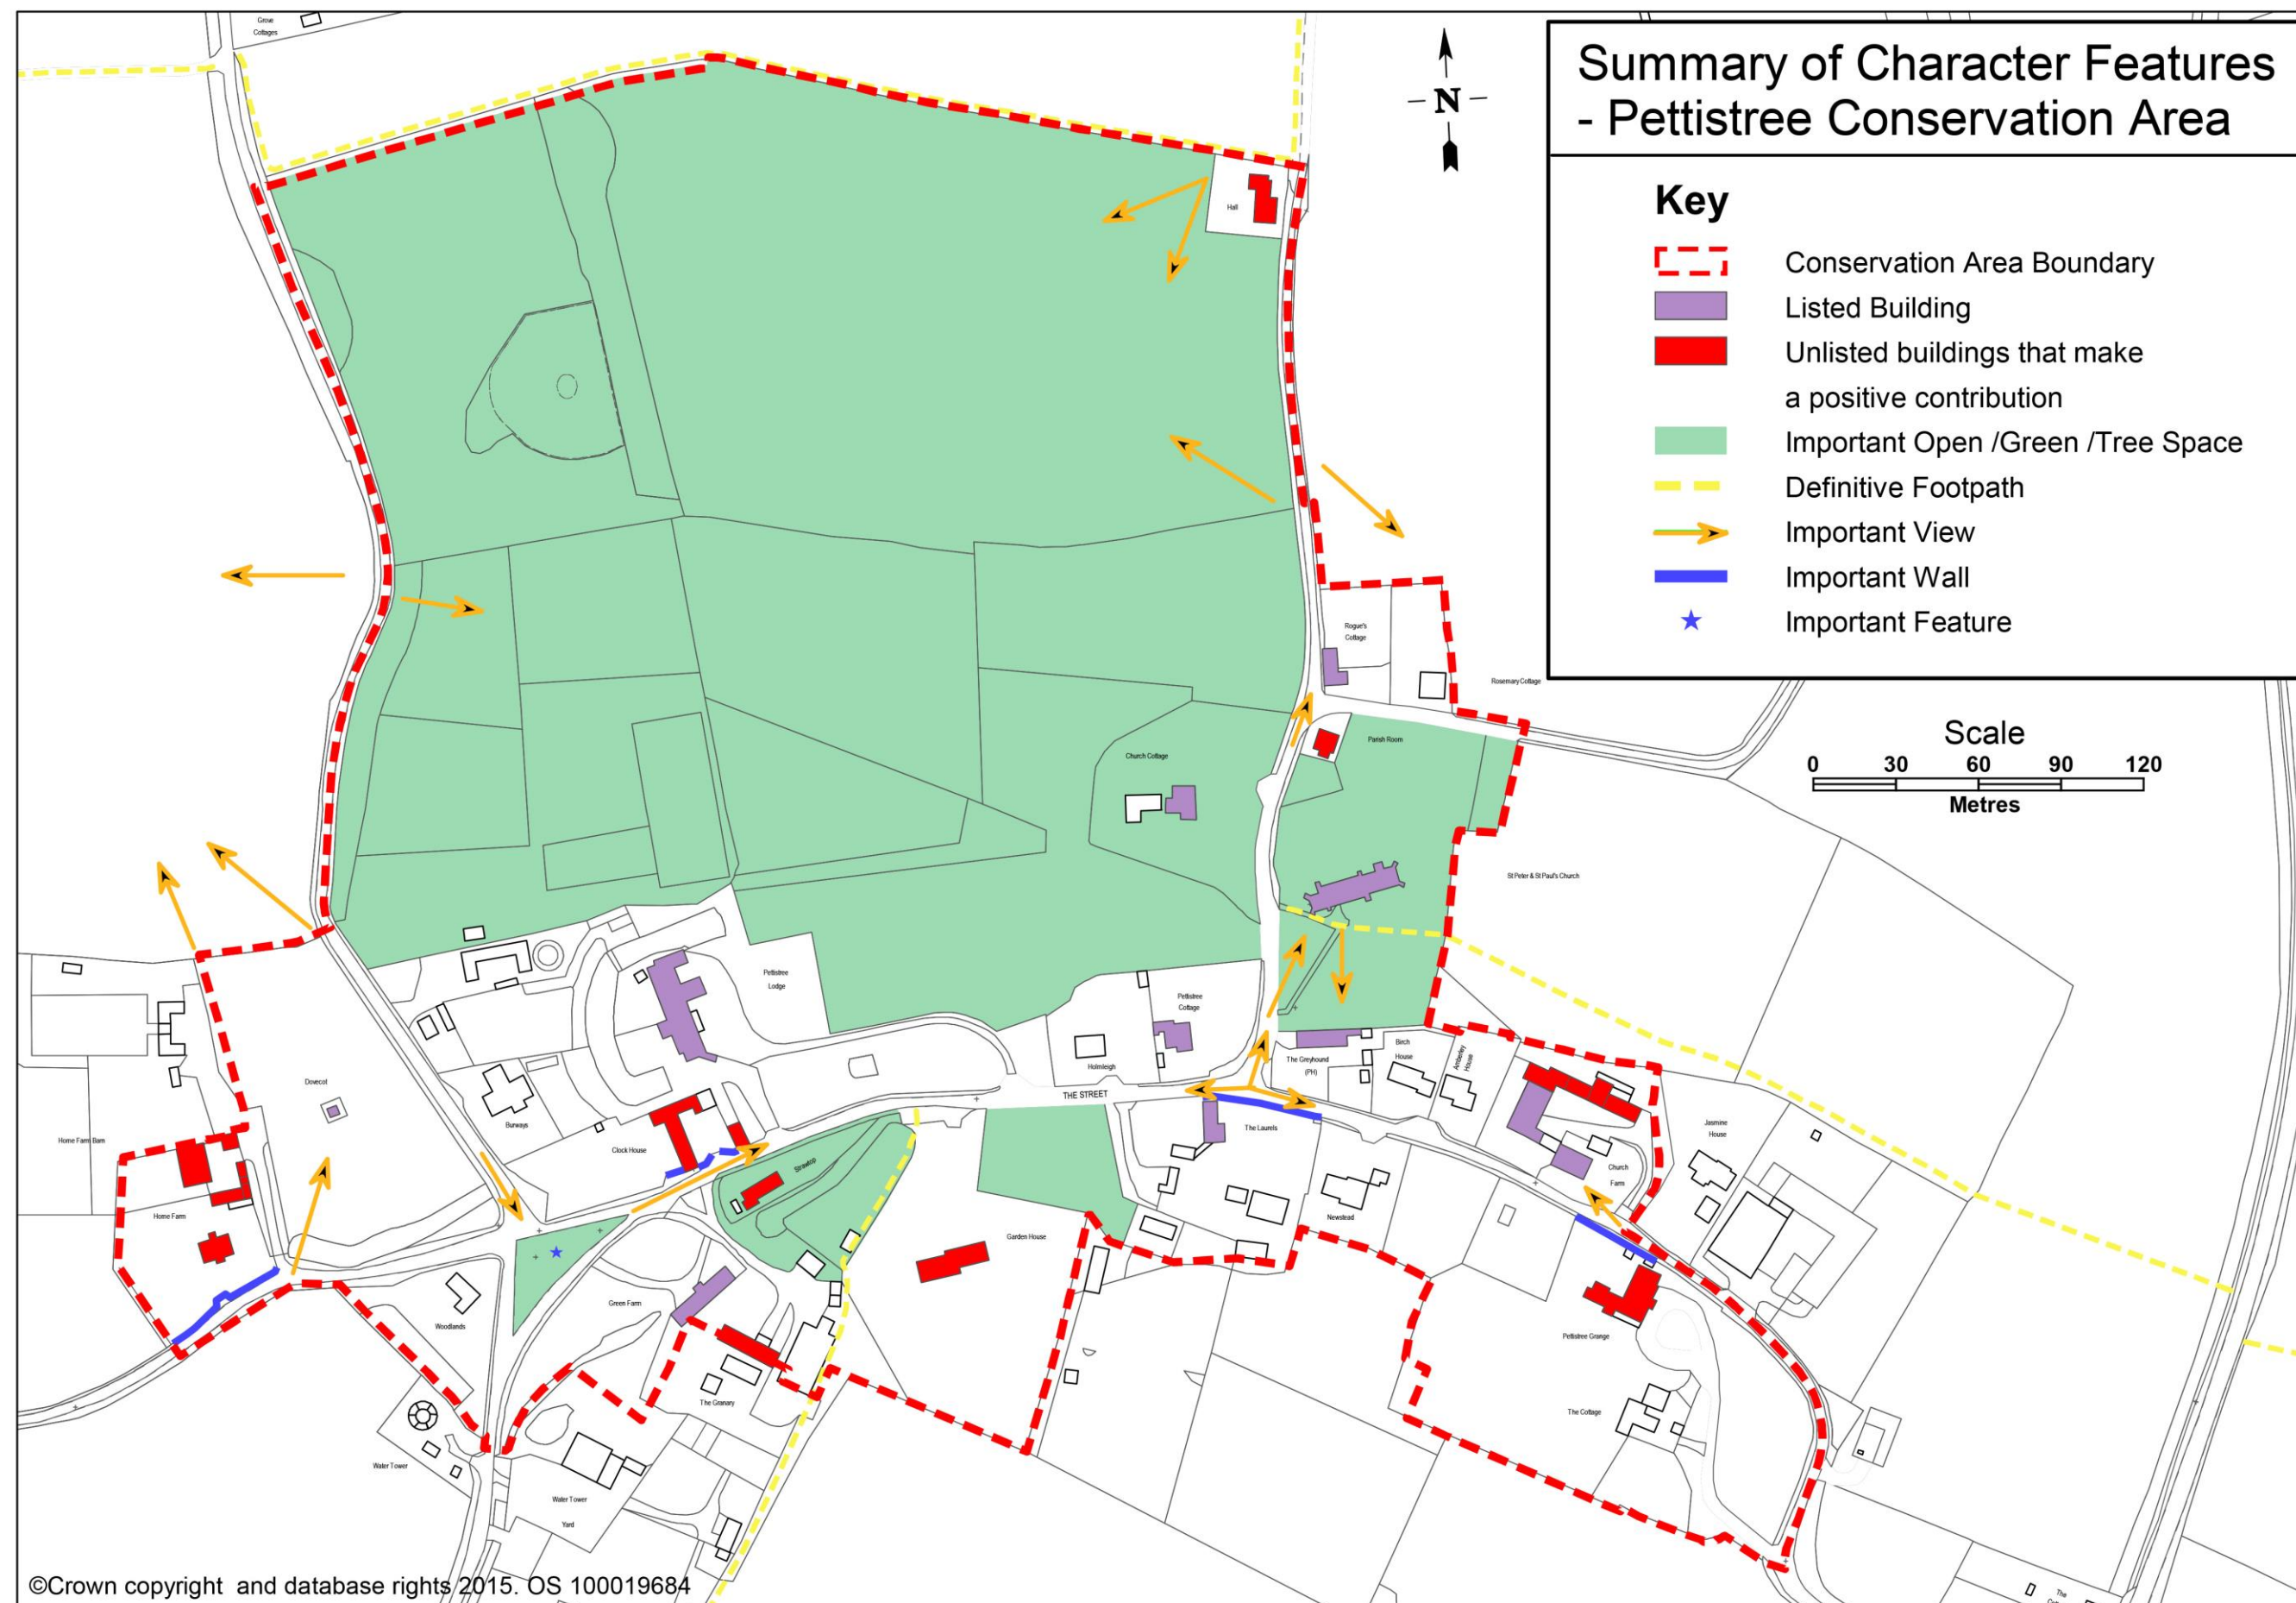 Grove
Cottages
Summary of Character Features
- Pettistree Conservation Area
Key
Conservation Area Boundary
Listed Building
Unlisted buildings that make
a positive contribution
Important Open /Green /Tree Space
Definitive Footpath
Important View
Important Wall
Important Feature
N
Hall
Rogue's
Cottage
Rosemary Cottage
Scale
0 30 60 90 120
Metres
Parish Room
Church Cottage
St Peter & St Paul's Church
Pettistree
Lodge
Pettistree
Cottage
Holmleigh
The Greyhound
(PH)
Birch
House
Amberley
House
THE STREET
Dovecot
Burways
Home Farm Barn
Clock House
The Laurels
Jasmine
House
Strawtop
Church
Farm
Home Farm
Newstead
Garden House
Green Farm
Woodlands
Pettistree Grange
The Granary
The Cottage
Water Tower
Water Tower
Yard
The
©Crown copyright and database rights 2015. OS 100019684